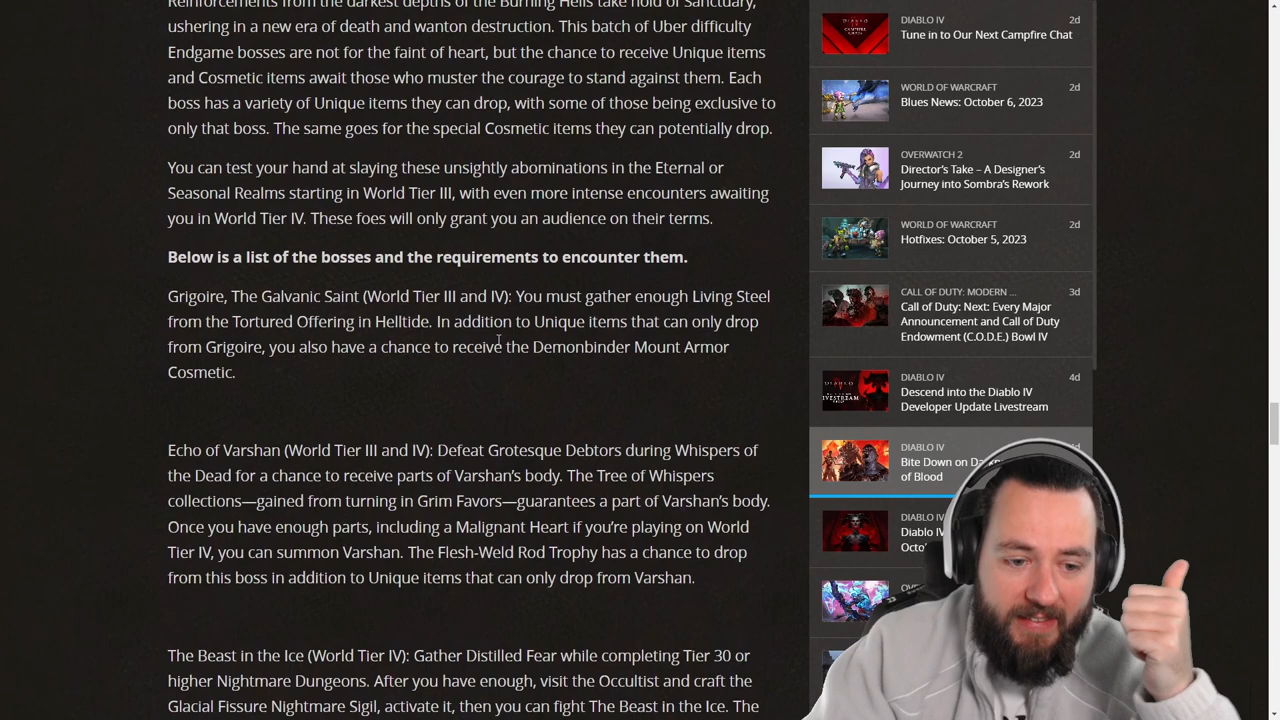 Reinforcements from the darkest depths of the Burning Hells take hold of Sanctuary,
ushering in a new era of death and wanton destruction. This batch of Uber difficulty
Endgame bosses are not for the faint of heart, but the chance to receive Unique items
and Cosmetic items await those who muster the courage to stand against them. Each
boss has a variety of Unique items they can drop, with some of those being exclusive to
only that boss. The same goes for the special Cosmetic items they can potentially drop.
You can test your hand at slaying these unsightly abominations in the Eternal or
Seasonal Realms starting in World Tier III, with even more intense encounters awaiting
you in World Tier IV. These foes will only grant you an audience on their terms.
Below is a list of the bosses and the requirements to encounter them.
Grigoire, The Galvanic Saint (World Tier III and IV): You must gather enough Living Steel
from the Tortured Offering in Helltide. In addition to Unique items that can only drop
from Grigoire, you also have a chance to receive the Demonbinder Mount Armor
Cosmetic.
Echo of Varshan (World Tier III and IV): Defeat Grotesque Debtors during Whispers of
the Dead for a chance to receive parts of Varshan's body. The Tree of Whispers
collections—gained from turning in Grim Favors—guarantees a part of Varshan's body.
Once you have enough parts, including a Malignant Heart if you're playing on World
Tier IV, you can summon Varshan. The Flesh-Weld Rod Trophy has a chance to drop
from this boss in addition to Unique items that can only drop from Varshan.
The Beast in the Ice (World Tier IV): Gather Distilled Fear while completing Tier 30 or
higher Nightmare Dungeons. After you have enough, visit the Occultist and craft the
Glacial Fissure Nightmare Sigil, activate it, then you can fight The Beast in the Ice. The
DIABLO IV 2d
Tune in to Our Next Campfire Chat
WORLD OF WARCRAFT 2d
Blues News: October 6, 2023
OVERWATCH 2 2d
Director's Take – A Designer's
Journey into Sombra's Rework
WORLD OF WARCRAFT 2d
Hotfixes: October 5, 2023
CALL OF DUTY: MODERN ... 3d
Call of Duty: Next: Every Major
Announcement and Call of Duty
Endowment (C.O.D.E.) Bowl IV
DIABLO IV 4d
Descend into the Diablo IV
Developer Update Livestream
DIABLO IV
Bite Down on
of Blood
DIABLO IV
Diablo